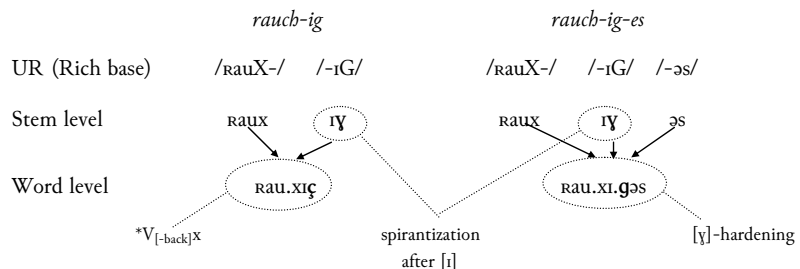 rauch-ig rauch-ig-es
UR (Rich base) /ʀauX-/ /-ɪG/ /ʀauX-/ /-ɪG/ /-əs/
Stem level ʀaux ɪɣ ʀaux ɪɣ əs
Word level ʀau.xɪç ʀau.xɪ.gəs
*V[-back]x spirantization [ɣ]-hardening
after [ɪ]